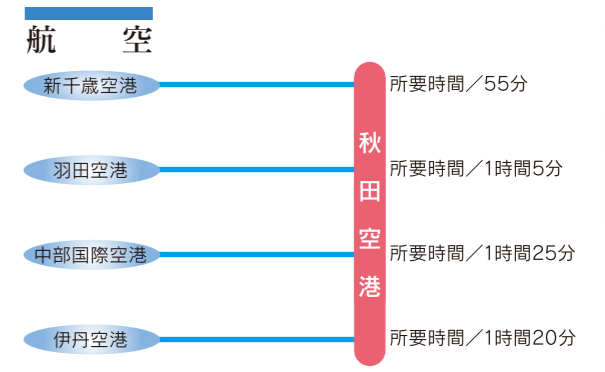 航 空
新千歳空港
所要時間／55分
羽田空港
所要時間／1時間5分
中部国際空港
所要時間／1時間25分
伊丹空港
所要時間／1時間20分
秋田空港